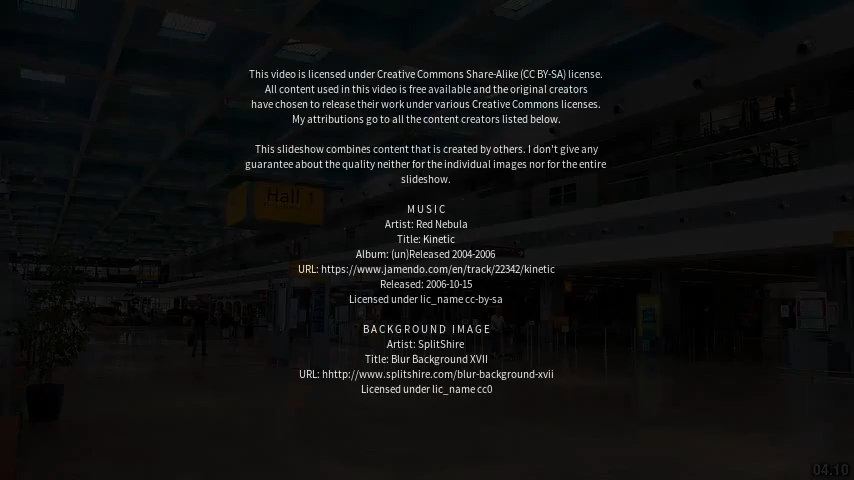 This video is licensed under Creative Commons Share-Alike (CC BY-SA) license.
All content used in this video is free available and the original creators
have chosen to release their work under various Creative Commons licenses.
My attributions go to all the content creators listed below.
This slideshow combines content that is created by others. I don't give any
guarantee about the quality neither for the individual images nor for the entire
slideshow.
Hall 1
MUSIC
Artist: Red Nebula
Title: Kinetic
Album: (un)Released 2004-2006
URL: https://www.jamendo.com/en/track/22342/kinetic
Released: 2006-10-15
Licensed under lic_name cc-by-sa
BACKGROUND IMAGE
Artist: SplitShire
Title: Blur Background XVII
URL: hhttp://www.splitshire.com/blur-background-xvii
Licensed under lic_name cc0
04.10